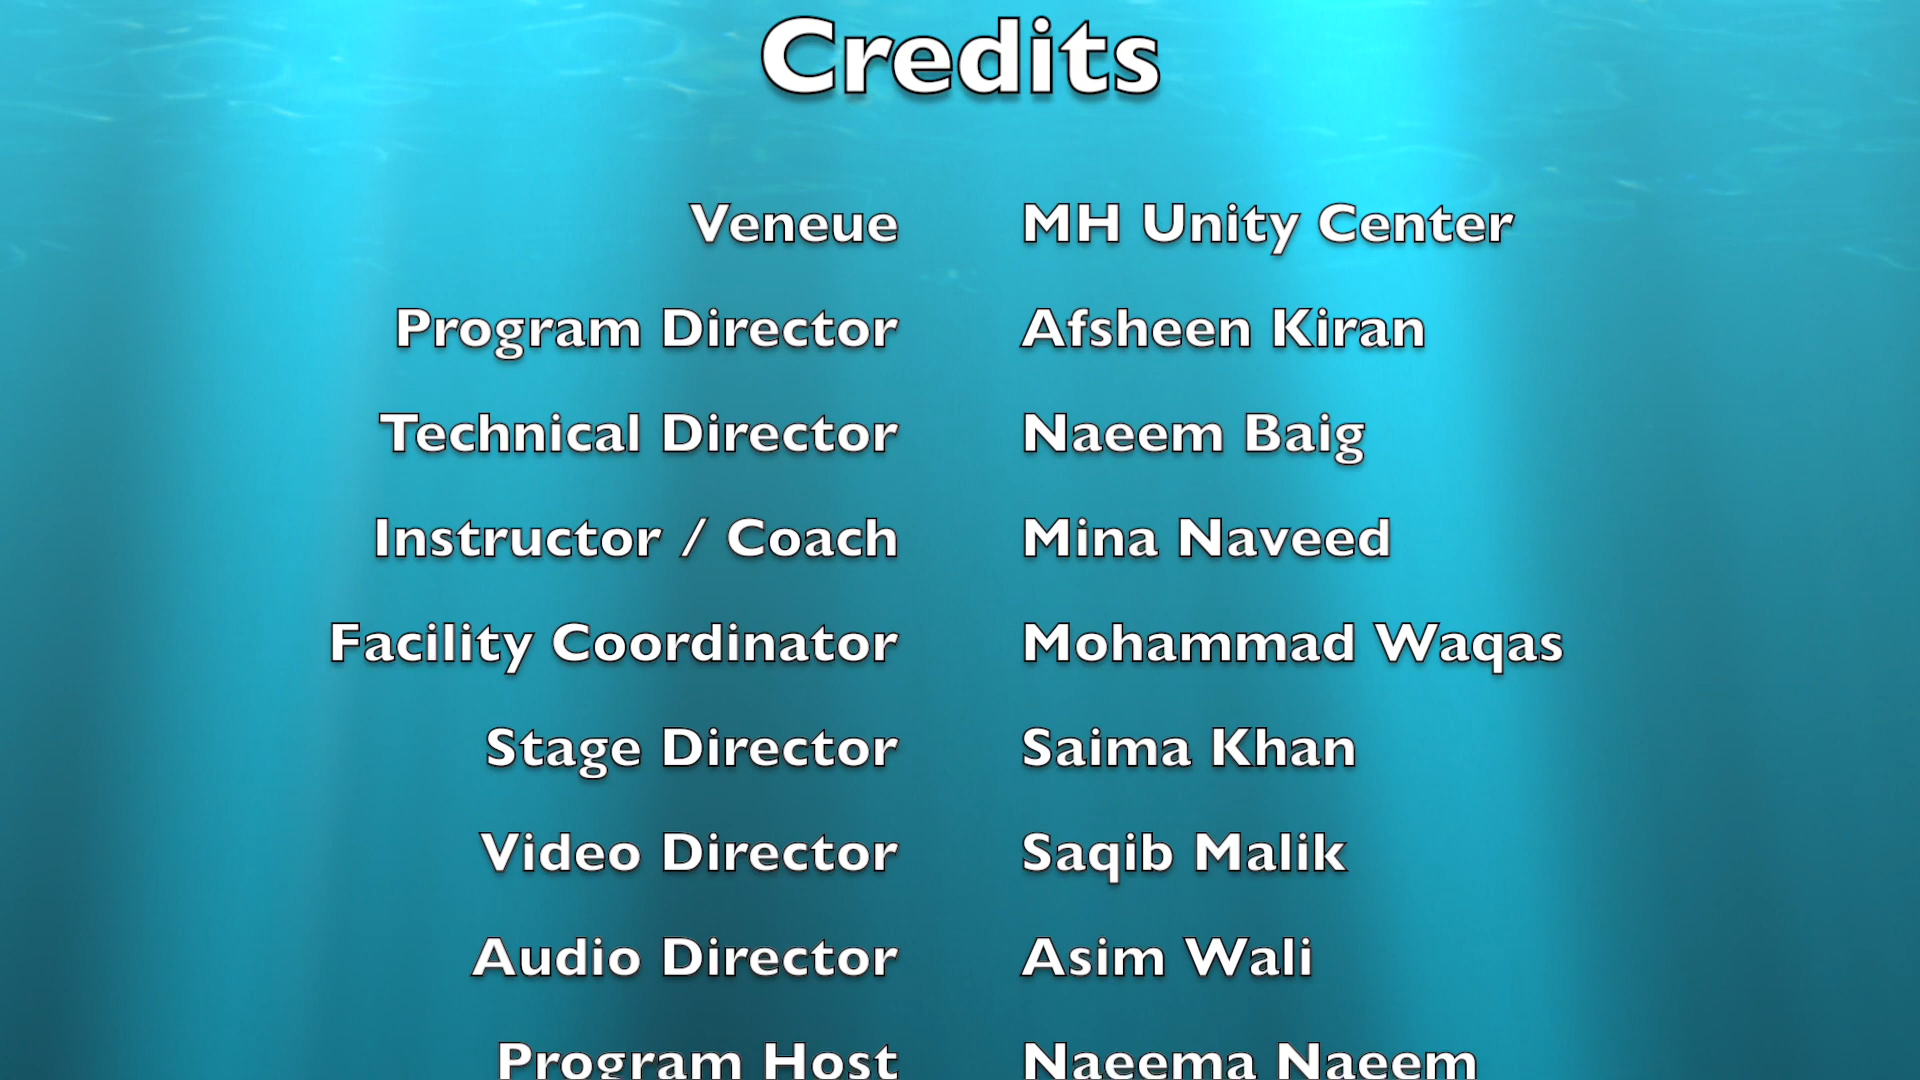 Credits
Veneue MH Unity Center
Program Director Afsheen Kiran
Technical Director Naeem Baig
Instructor / Coach Mina Naveed
Facility Coordinator Mohammad Waqas
Stage Director Saima Khan
Video Director Saqib Malik
Audio Director Asim Wali
Program Host Naeema Naeem